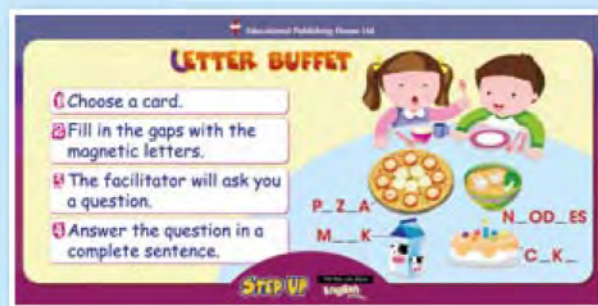 Educational Publishing House Ltd
LETTER BUFFET
1 Choose a card.
2 Fill in the gaps with the
magnetic letters.
3 The facilitator will ask you
a question.
4 Answer the question in a
complete sentence.
P_Z_A
N_OD_ES
M__K
C_K_
STEP UP
English